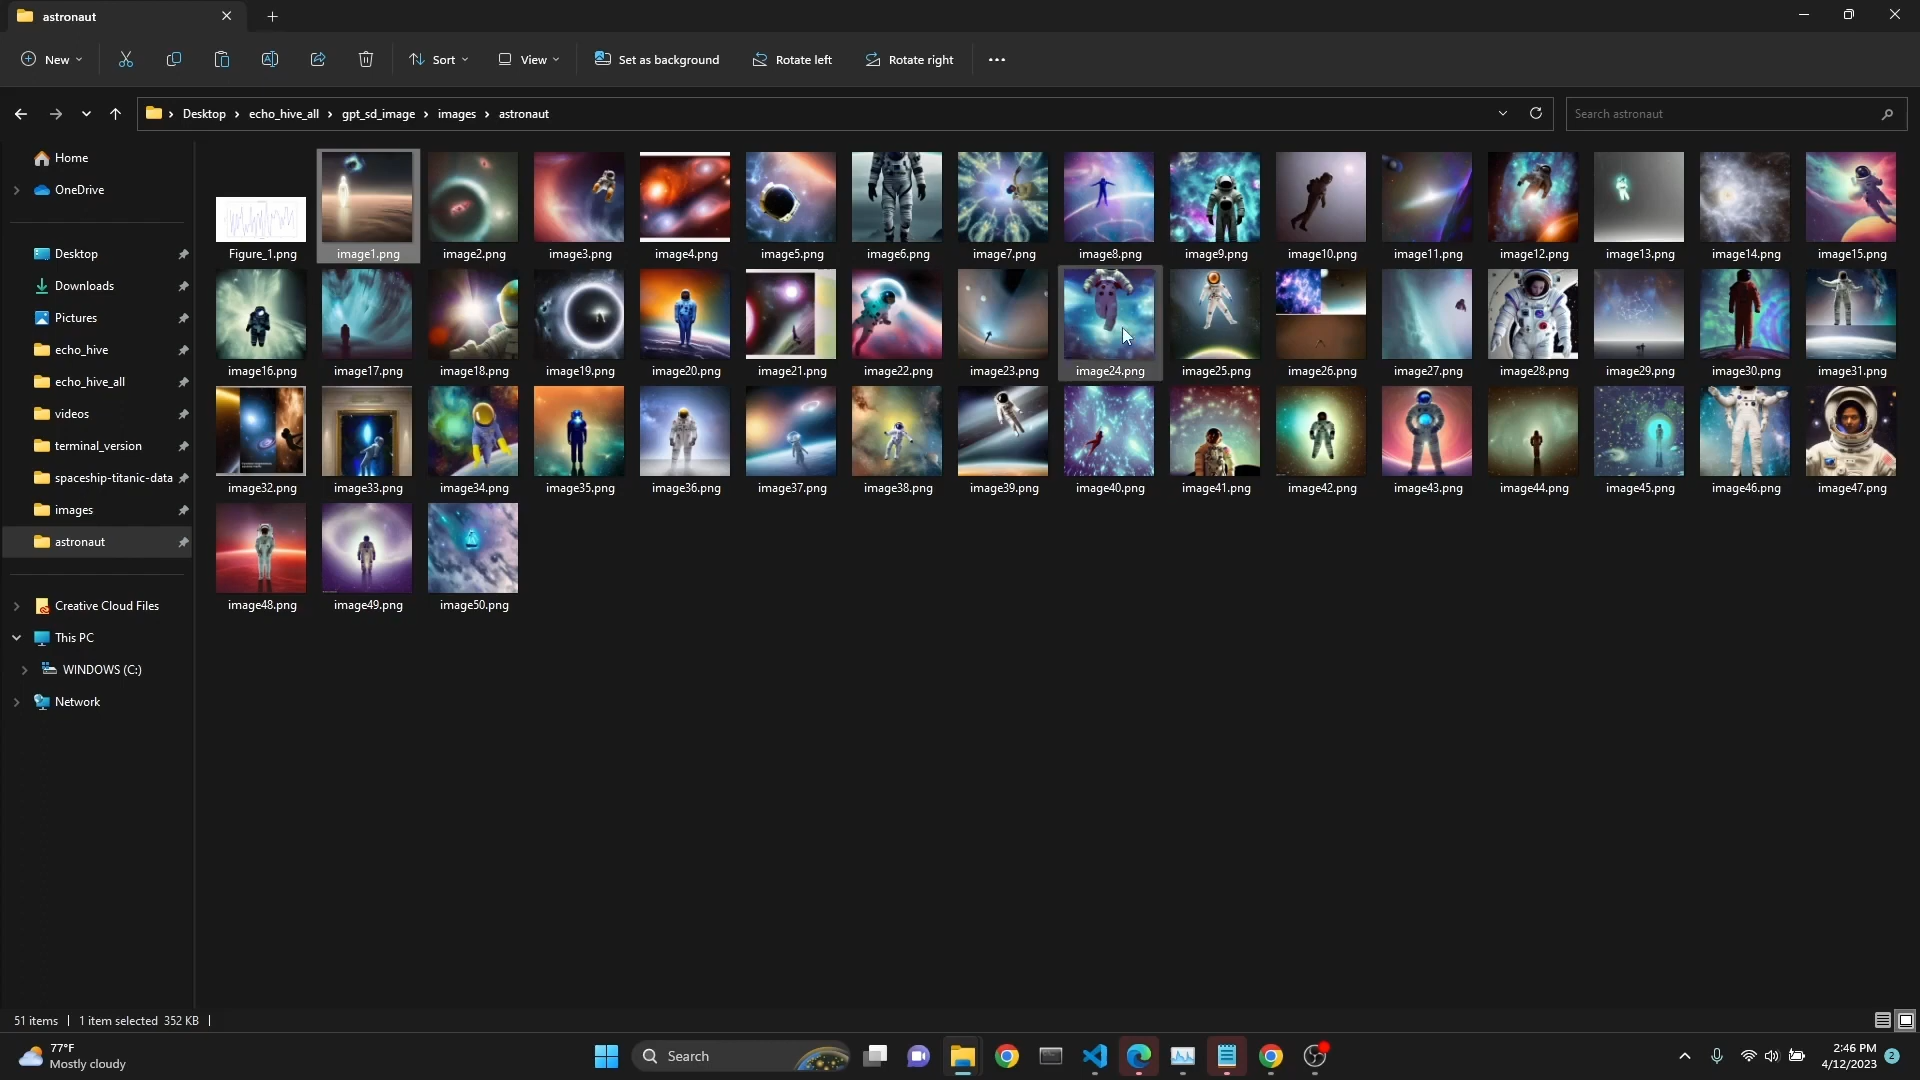 astronaut
New
Sort
View
Set as background
Rotate left
Rotate right
Desktop
echo_hive_all
gpt_sd_image
images
astronaut
Search astronaut
Home
OneDrive
Desktop
Downloads
Pictures
echo_hive
echo_hive_all
videos
terminal_version
spaceship-titanic-data
images
astronaut
Creative Cloud Files
This PC
WINDOWS (C:)
Network
Figure_1.png image1.png image2.png image3.png image4.png image5.png image6.png image7.png image8.png image9.png image10.png image11.png image12.png image13.png image14.png image15.png
image16.png image17.png image18.png image19.png image20.png image21.png image22.png image23.png image24.png image25.png image26.png image27.png image28.png image29.png image30.png image31.png
image32.png image33.png image34.png image35.png image36.png image37.png image38.png image39.png image40.png image41.png image42.png image43.png image44.png image45.png image46.png image47.png
image48.png image49.png image50.png
51 items
1 item selected 352 KB
77°F
Mostly cloudy
Search
2:46 PM
4/12/2023
2